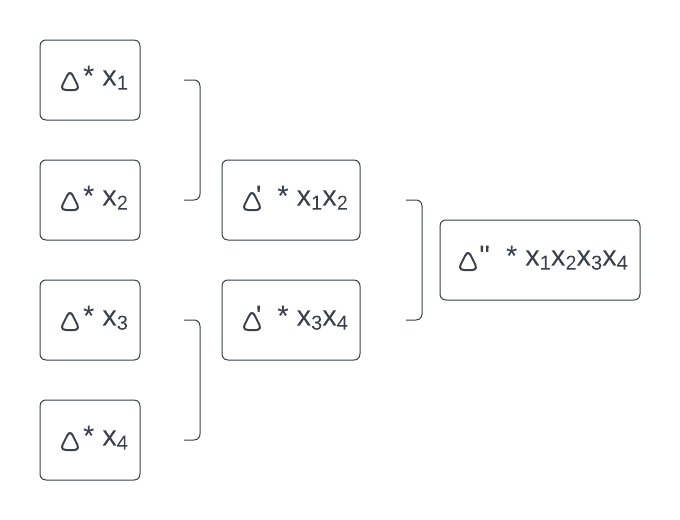 △* x₁
△* x₂
△* x₃
△* x₄
△' * x₁x₂
△' * x₃x₄
△" * x₁x₂x₃x₄